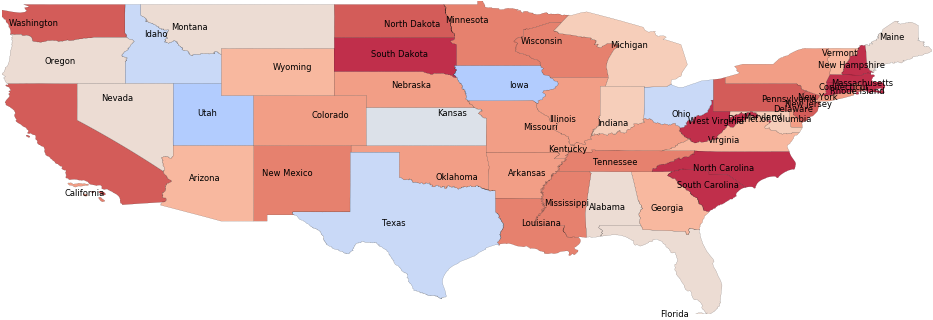 Washington
Montana
North Dakota
Minnesota
Idaho
Maine
Wisconsin
Michigan
Oregon
South Dakota
Vermont
Wyoming
New Hampshire
Nebraska
Iowa
Massachusetts
Connecticut
Rhode Island
Nevada
New York
Pennsylvania
New Jersey
Utah
Colorado
Kansas
Ohio
Delaware
Illinois
Indiana
West Virginia
Maryland
Missouri
Virginia
Kentucky
Tennessee
North Carolina
New Mexico
Arkansas
Arizona
Oklahoma
South Carolina
California
Mississippi
Alabama
Georgia
Texas
Louisiana
Florida